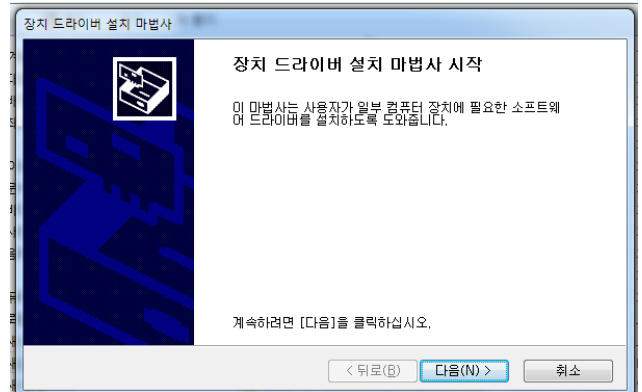 장치 드라이버 설치 마법사
장치 드라이버 설치 마법사 시작
이 마법사는 사용자가 일부 컴퓨터 장치에 필요한 소프트웨
어 드라이버를 설치하도록 도와줍니다.
계속하려면 [다음]을 클릭하십시오.
< 뒤로(B) 다음(N) > 취소